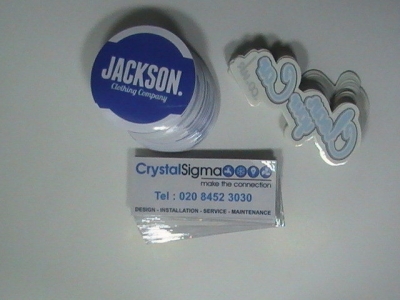 JACKSON.
Clothing Company
CrystalSigma
make the connection
Tel : 020 8452 3030
DESIGN - INSTALLATION - SERVICE - MAINTENANCE